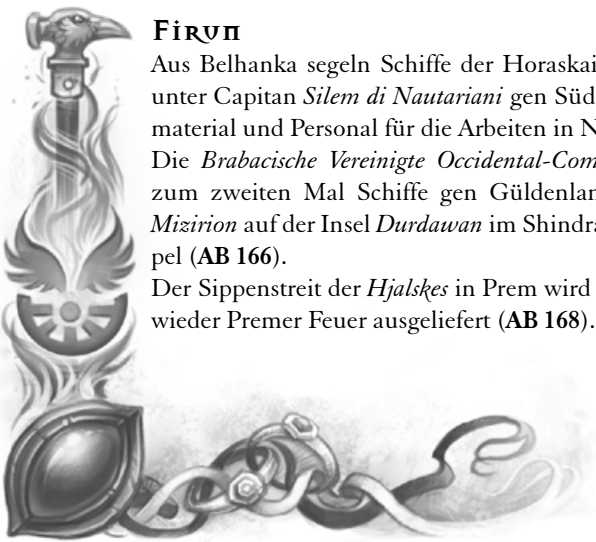 Firun
Aus Belhanka segeln Schiffe der Horaskai
unter Capitan Silem di Nautariani gen Süd
material und Personal für die Arbeiten in N
Die Brabacische Vereinigte Occidental-Com
zum zweiten Mal Schiffe gen Güldenlan
Mizirion auf der Insel Durdawan im Shindra
pel (AB 166).
Der Sippenstreit der Hjalskes in Prem wird
wieder Premer Feuer ausgeliefert (AB 168).